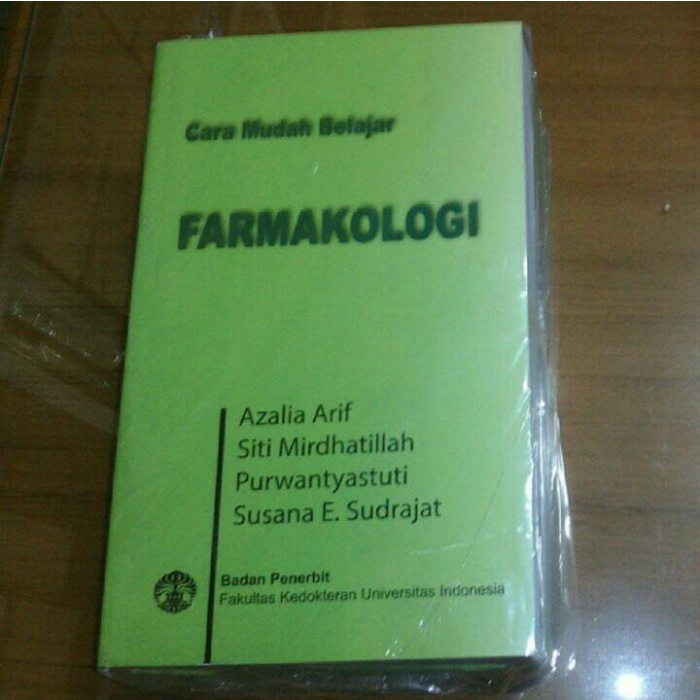 Cara Mudah Belajar
FARMAKOLOGI
Azalia Arif
Siti Mirdhatillah
Purwantyastuti
Susana E. Sudrajat
Badan Penerbit
Fakultas Kedokteran Universitas Indonesia